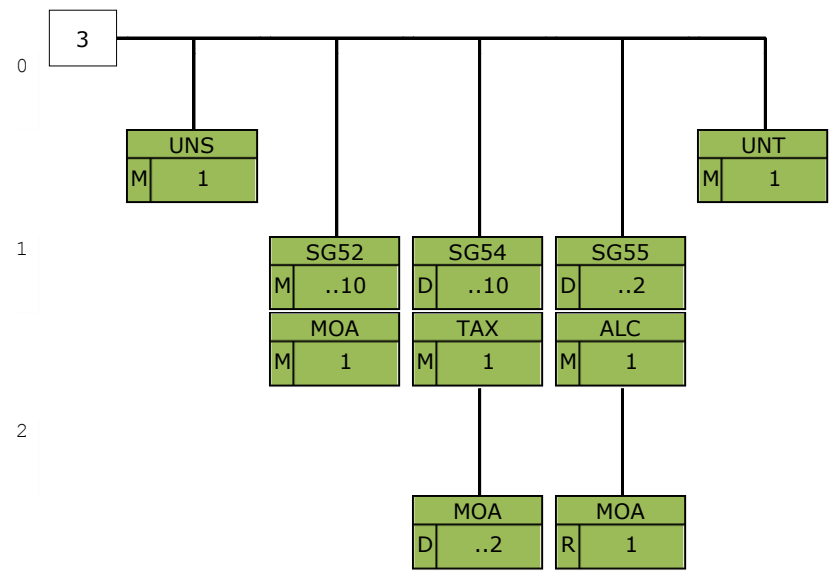 3
0
UNS UNT
M 1 M 1
1
SG52 SG54 SG55
M ..10 D ..10 D ..2
MOA TAX ALC
M 1 M 1 M 1
2
MOA MOA
D ..2 R 1